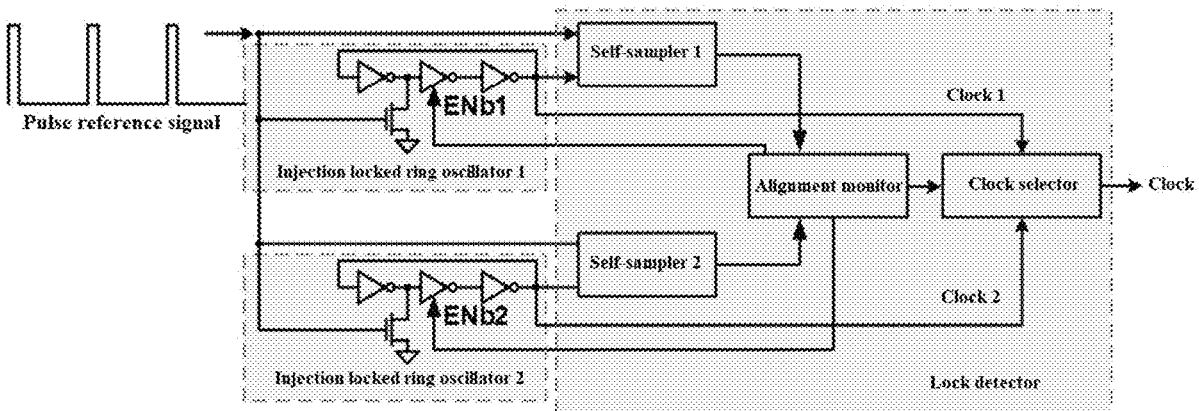 Pulse reference signal
Self-sampler 1
ENb1
Injection locked ring oscillator 1
Clock 1
Alignment monitor
Clock selector
Clock
Self-sampler 2
ENb2
Injection locked ring oscillator 2
Clock 2
Lock detector